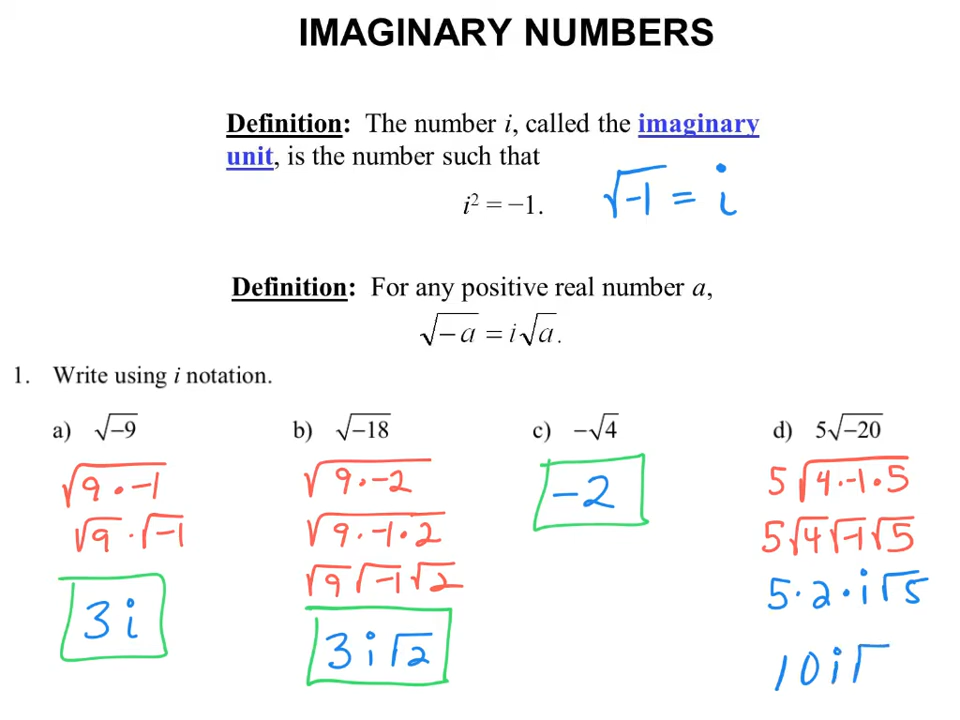 IMAGINARY NUMBERS
Definition: The number i, called the imaginary
unit, is the number such that
i² = −1. √-1 = i
Definition: For any positive real number a,
√−a = i√a.
1. Write using i notation.
a) √−9 b) √−18 c) −√4 d) 5√−20
√9 · -1
√9 · √-1
3i
√9 · -2
√9 · -1 · 2
√9 √-1 √2
3i√2
-2
5√4 · -1 · 5
5√4 √-1 √5
5 · 2 · i√5
10i√